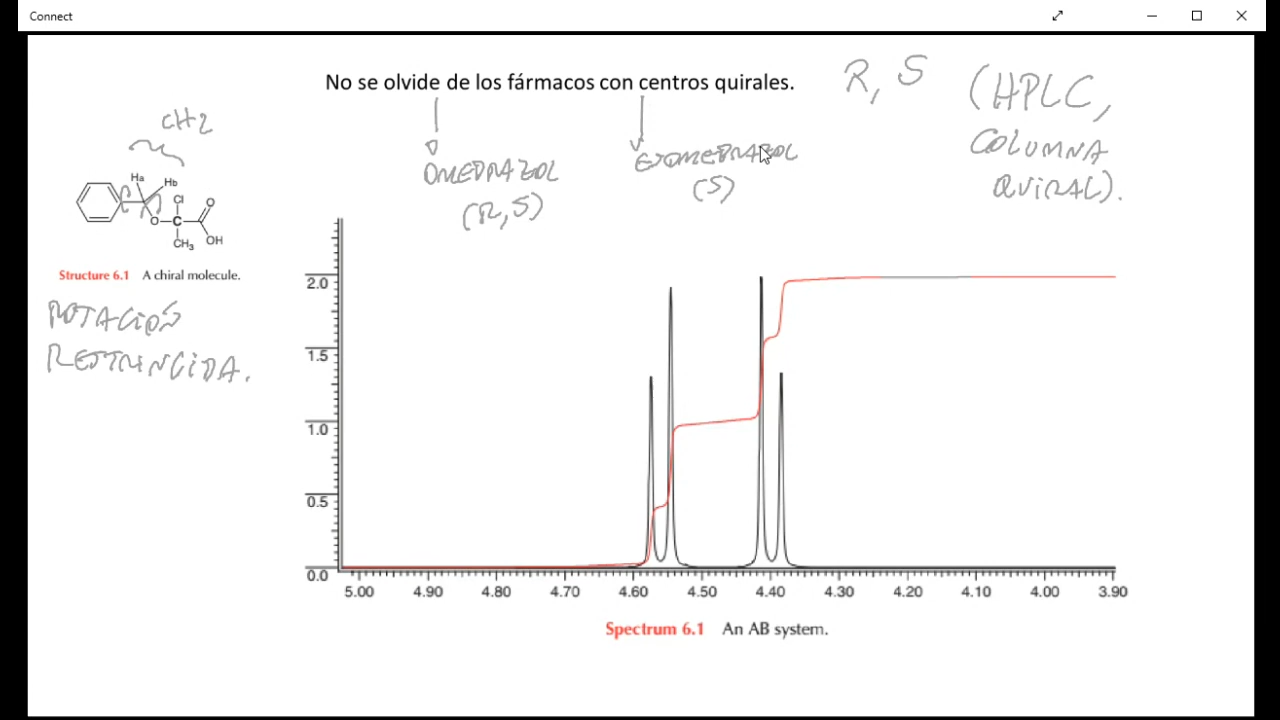 Connect
No se olvide de los fármacos con centros quirales.
R, S
(HPLC,
COLUMNA
QUIRAL).
OMEPRAZOL
(R, S)
ESOMEPRAZOL
(S)
CH2
Ha
Hb
Cl
O
O
C
CH3
OH
Structure 6.1 A chiral molecule.
ROTACIÓN
RESTRINGIDA.
2.0
1.5
1.0
0.5
0.0
5.00 4.90 4.80 4.70 4.60 4.50 4.40 4.30 4.20 4.10 4.00 3.90
Spectrum 6.1 An AB system.